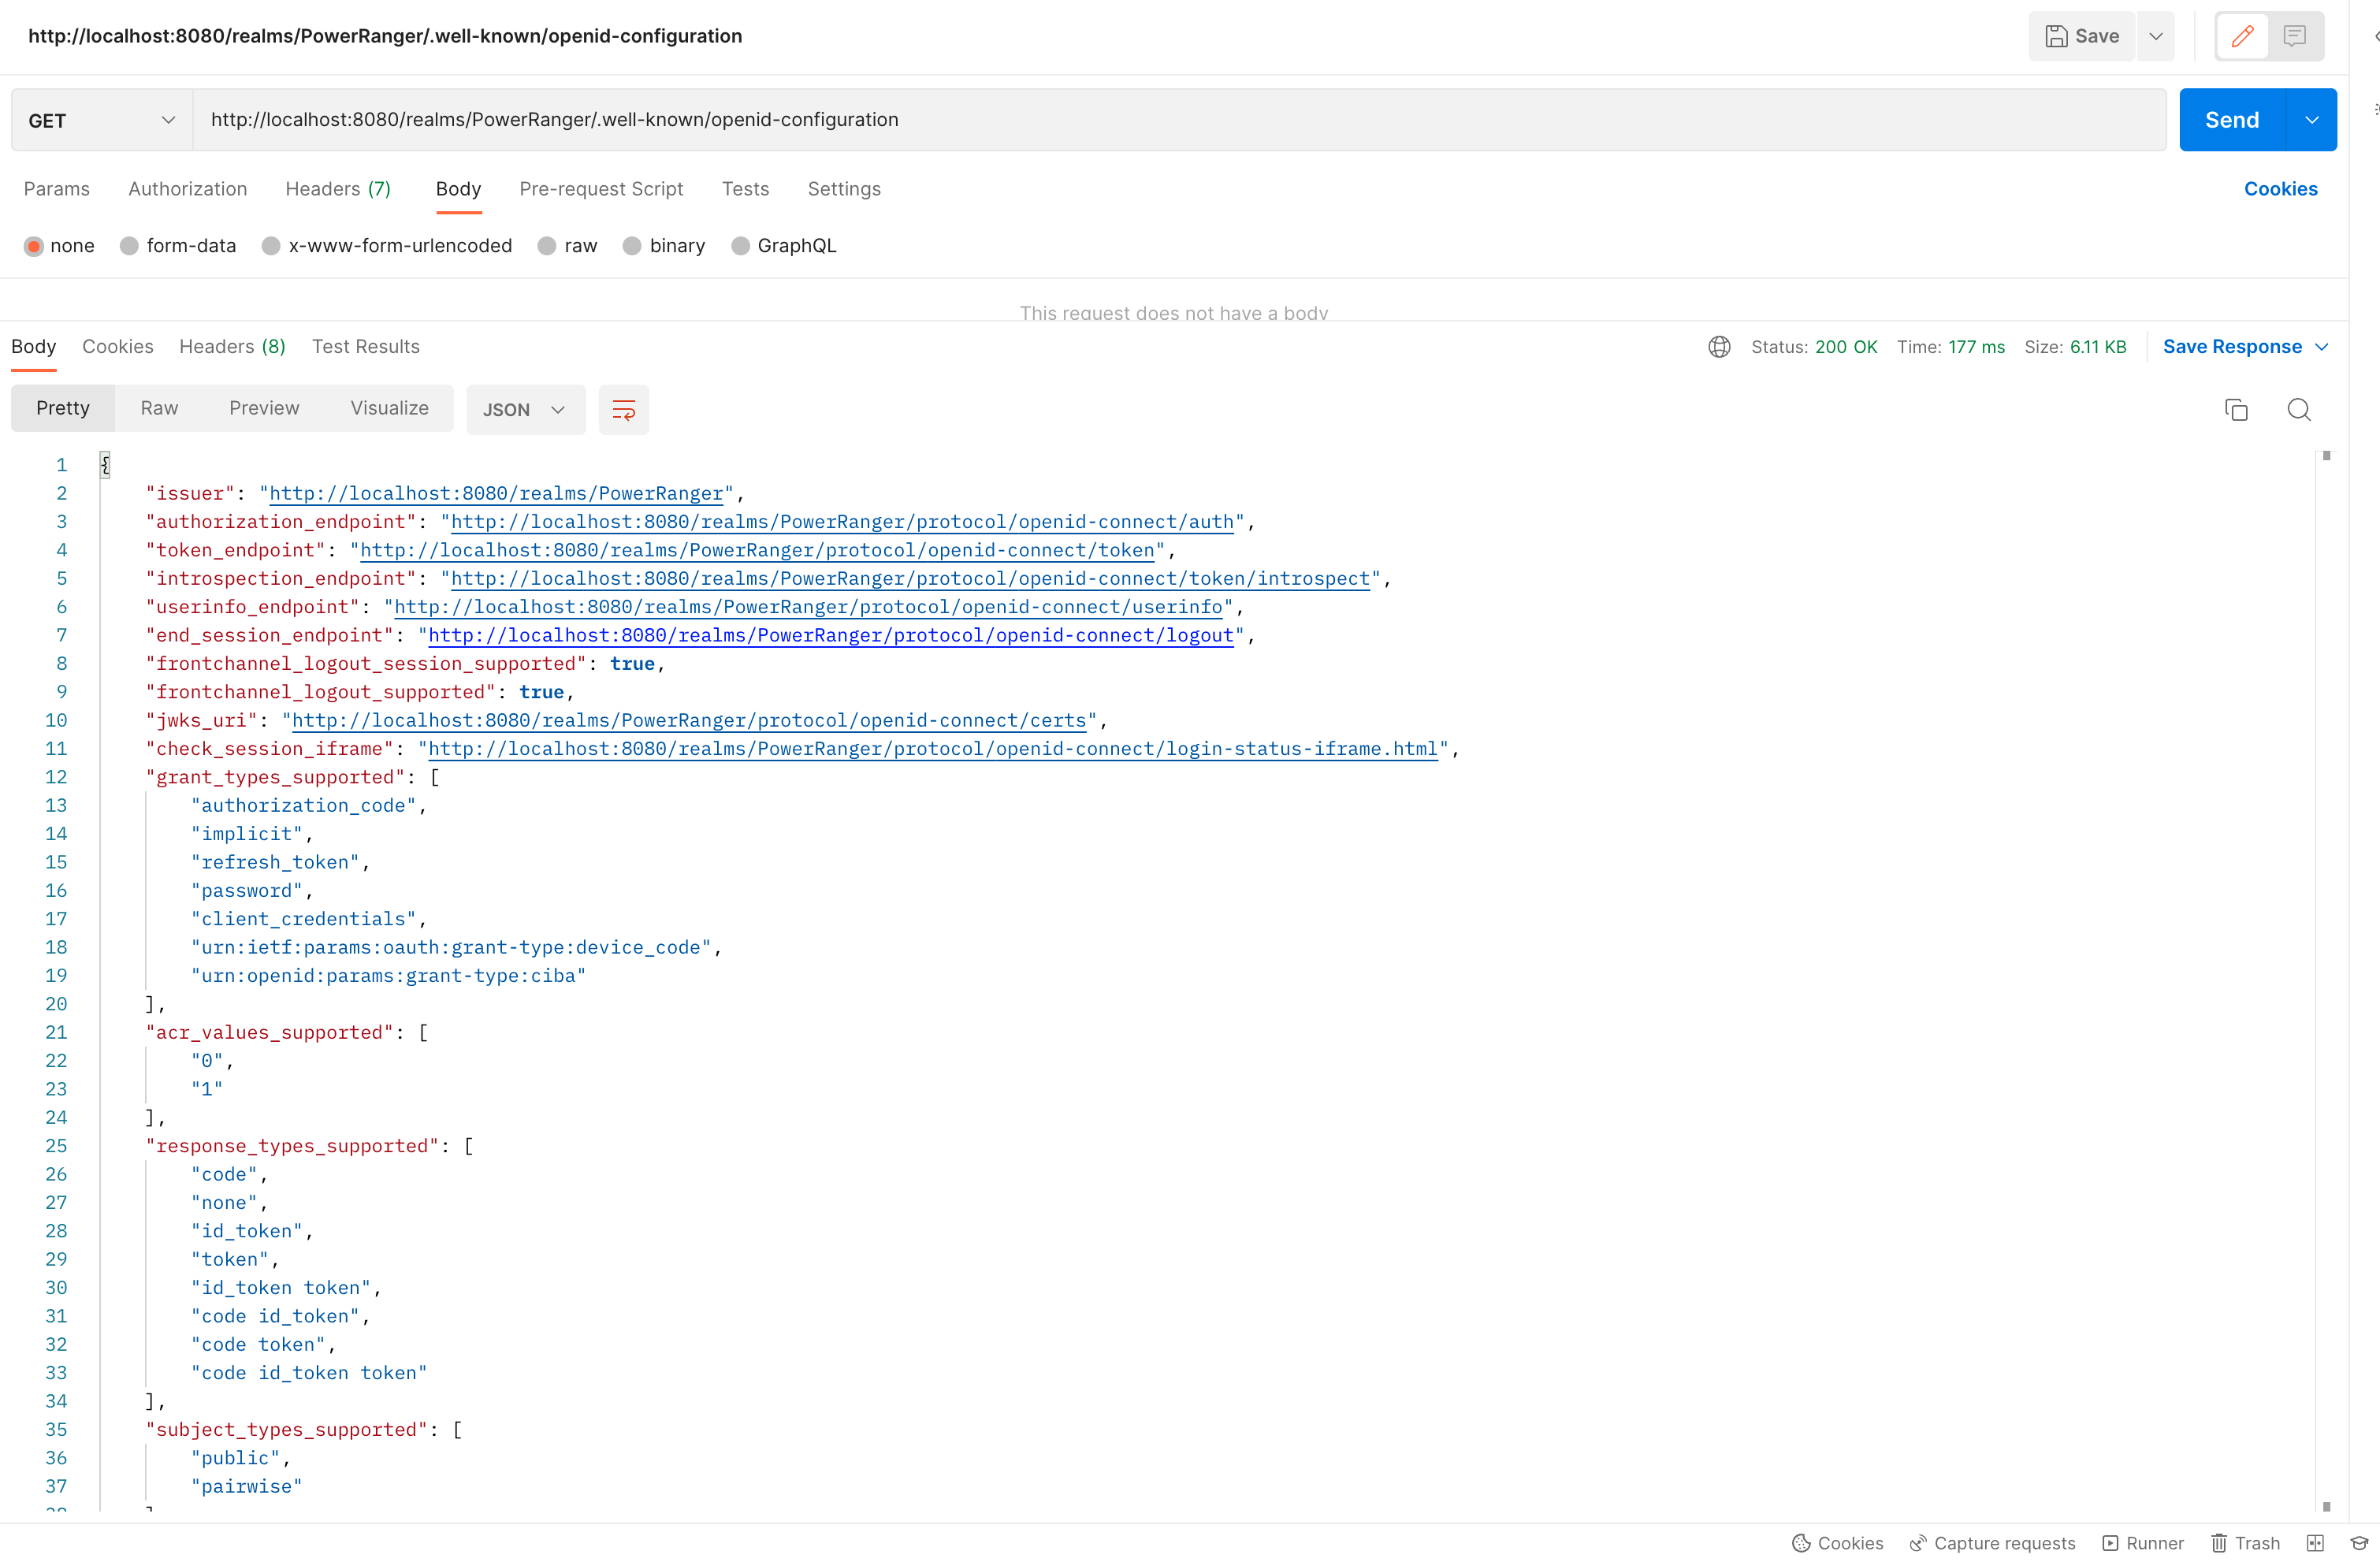 http://localhost:8080/realms/PowerRanger/.well-known/openid-configuration
Save
GET
http://localhost:8080/realms/PowerRanger/.well-known/openid-configuration
Send
Params Authorization Headers (7) Body Pre-request Script Tests Settings Cookies
none form-data x-www-form-urlencoded raw binary GraphQL
This request does not have a body
Body Cookies Headers (8) Test Results Status: 200 OK Time: 177 ms Size: 6.11 KB Save Response
Pretty Raw Preview Visualize JSON
1 {
2 "issuer": "http://localhost:8080/realms/PowerRanger",
3 "authorization_endpoint": "http://localhost:8080/realms/PowerRanger/protocol/openid-connect/auth",
4 "token_endpoint": "http://localhost:8080/realms/PowerRanger/protocol/openid-connect/token",
5 "introspection_endpoint": "http://localhost:8080/realms/PowerRanger/protocol/openid-connect/token/introspect",
6 "userinfo_endpoint": "http://localhost:8080/realms/PowerRanger/protocol/openid-connect/userinfo",
7 "end_session_endpoint": "http://localhost:8080/realms/PowerRanger/protocol/openid-connect/logout",
8 "frontchannel_logout_session_supported": true,
9 "frontchannel_logout_supported": true,
10 "jwks_uri": "http://localhost:8080/realms/PowerRanger/protocol/openid-connect/certs",
11 "check_session_iframe": "http://localhost:8080/realms/PowerRanger/protocol/openid-connect/login-status-iframe.html",
12 "grant_types_supported": [
13 "authorization_code",
14 "implicit",
15 "refresh_token",
16 "password",
17 "client_credentials",
18 "urn:ietf:params:oauth:grant-type:device_code",
19 "urn:openid:params:grant-type:ciba"
20 ],
21 "acr_values_supported": [
22 "0",
23 "1"
24 ],
25 "response_types_supported": [
26 "code",
27 "none",
28 "id_token",
29 "token",
30 "id_token token",
31 "code id_token",
32 "code token",
33 "code id_token token"
34 ],
35 "subject_types_supported": [
36 "public",
37 "pairwise"
Cookies Capture requests Runner Trash